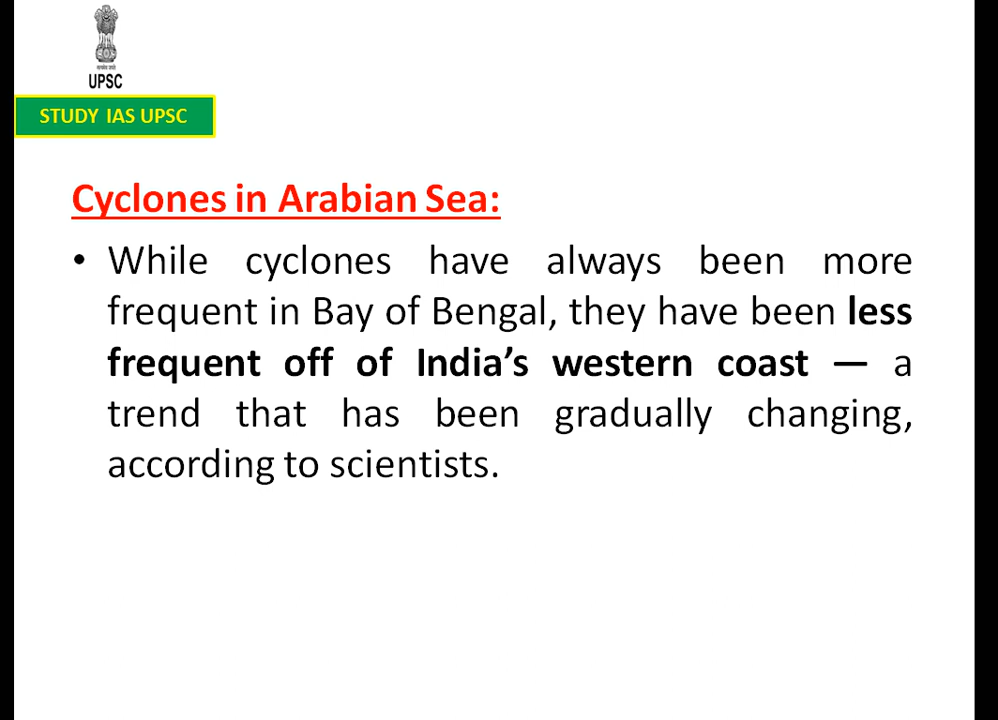 UPSC
STUDY IAS UPSC
Cyclones in Arabian Sea:
• While cyclones have always been more
frequent in Bay of Bengal, they have been less
frequent off of India’s western coast — a
trend that has been gradually changing,
according to scientists.